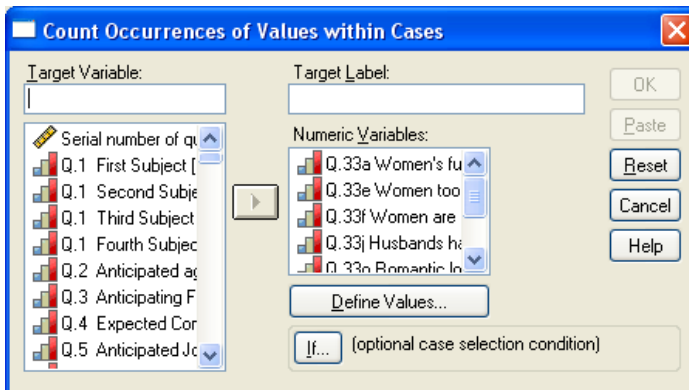 Count Occurrences of Values within Cases
Target Variable:
Target Label:
Serial number of qu
Q.1 First Subject [
Q.1 Second Subje
Q.1 Third Subject
Q.1 Fourth Subjec
Q.2 Anticipated ag
Q.3 Anticipating F
Q.4 Expected Cor
Q.5 Anticipated Jo
Numeric Variables:
Q.33a Women's fu
Q.33e Women too
Q.33f Women are
Q.33j Husbands ha
Q.33o Romantic lo
Define Values...
If... (optional case selection condition)
OK
Paste
Reset
Cancel
Help